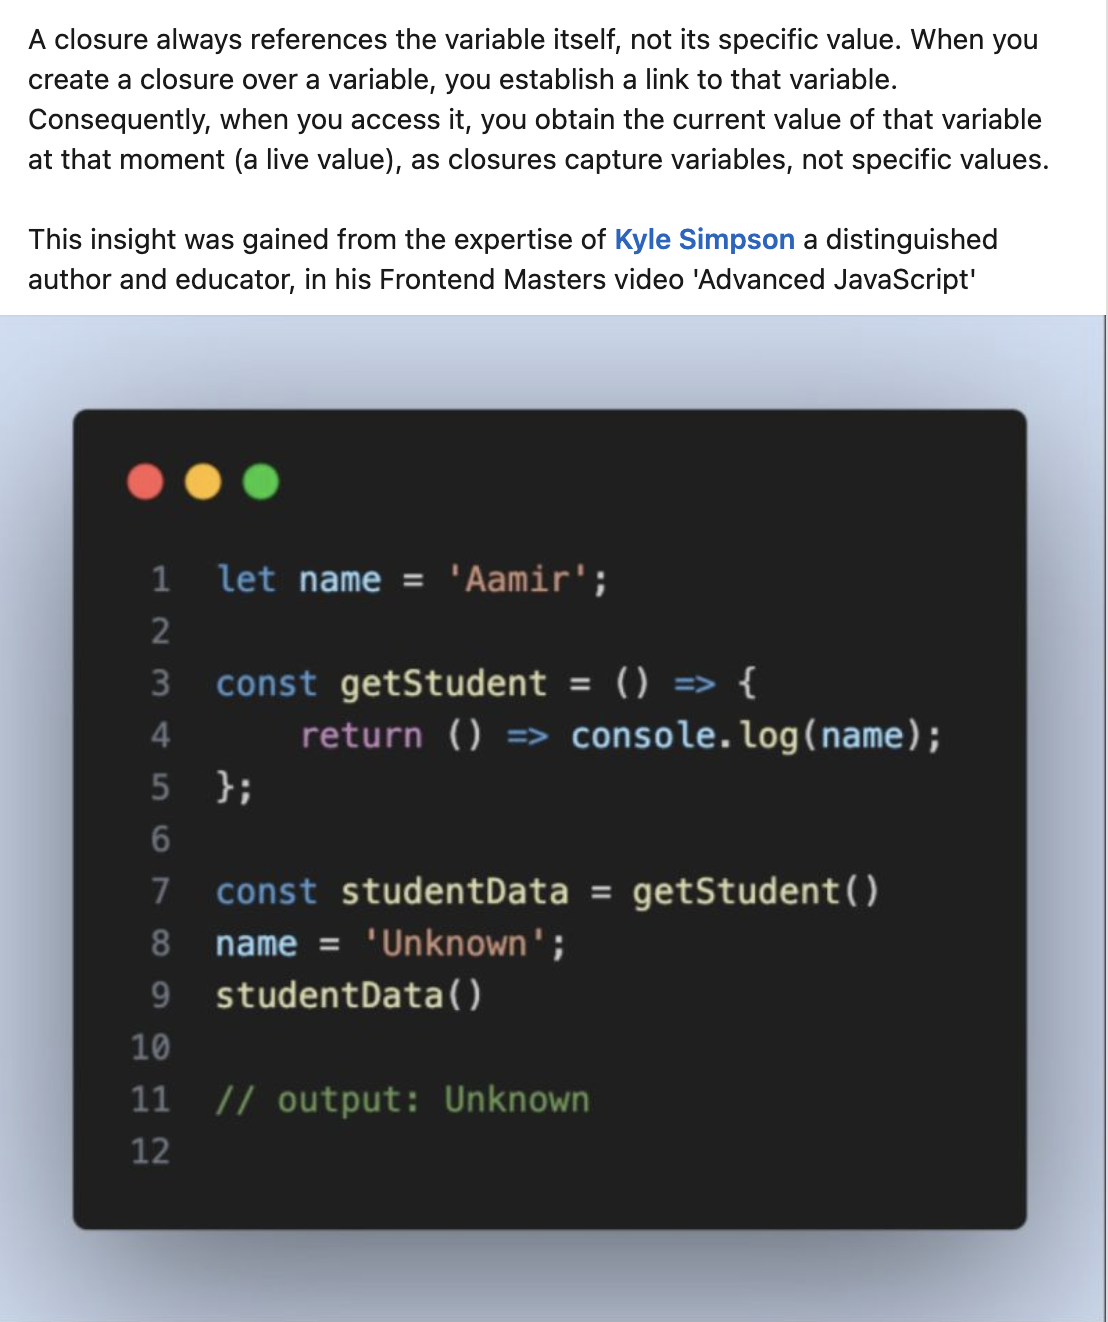 A closure always references the variable itself, not its specific value. When you
create a closure over a variable, you establish a link to that variable.
Consequently, when you access it, you obtain the current value of that variable
at that moment (a live value), as closures capture variables, not specific values.
This insight was gained from the expertise of Kyle Simpson a distinguished
author and educator, in his Frontend Masters video 'Advanced JavaScript'
1 let name = 'Aamir';
2
3 const getStudent = () => {
4     return () => console.log(name);
5 };
6
7 const studentData = getStudent()
8 name = 'Unknown';
9 studentData()
10
11 // output: Unknown
12